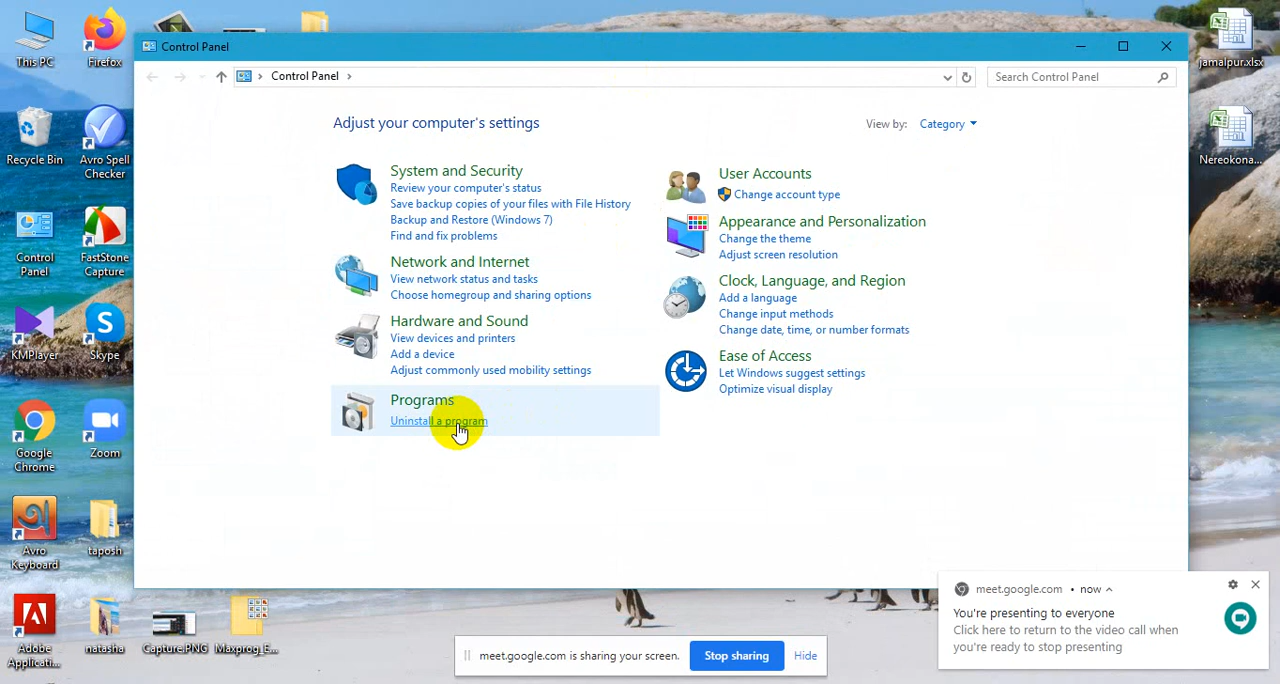 This PC
Firefox
Recycle Bin
Avro Spell
Checker
Control
Panel
FastStone
Capture
KMPlayer
Skype
Google
Chrome
Zoom
Avro
Keyboard
taposh
Adobe
Applicati...
natasha
Capture.PNG
Maxprog_E...
Control Panel
Control Panel
Search Control Panel
Adjust your computer's settings
View by: Category
System and Security
Review your computer's status
Save backup copies of your files with File History
Backup and Restore (Windows 7)
Find and fix problems
Network and Internet
View network status and tasks
Choose homegroup and sharing options
Hardware and Sound
View devices and printers
Add a device
Adjust commonly used mobility settings
Programs
Uninstall a program
User Accounts
Change account type
Appearance and Personalization
Change the theme
Adjust screen resolution
Clock, Language, and Region
Add a language
Change input methods
Change date, time, or number formats
Ease of Access
Let Windows suggest settings
Optimize visual display
jamalpur.xlsx
Nereokona...
meet.google.com • now
You're presenting to everyone
Click here to return to the video call when
you're ready to stop presenting
meet.google.com is sharing your screen. Stop sharing Hide